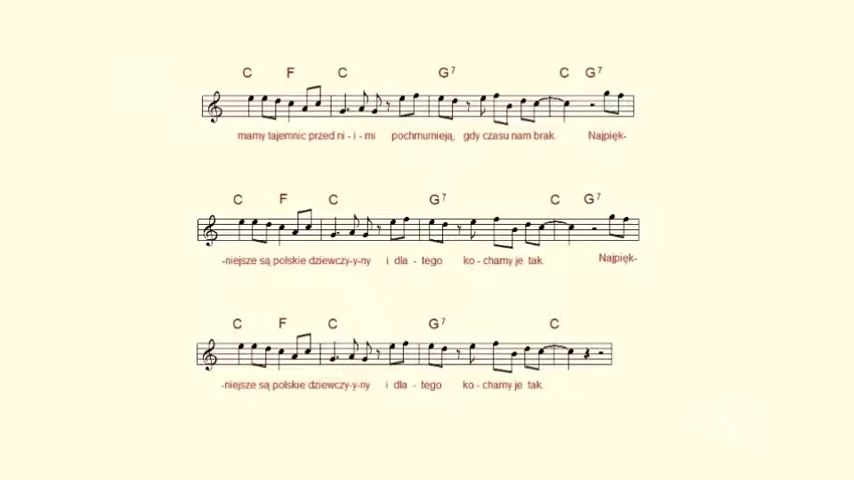 C F C G7 C G7
mamy tajemnic przed ni - i - mi pochmurnieją, gdy czasu nam brak. Najpięk-
C F C G7 C G7
-niejsze są polskie dziewczy-y-ny i dla - tego ko - chamy je tak. Najpięk-
C F C G7 C
-niejsze są polskie dziewczy-y-ny i dla - tego ko - chamy je tak.